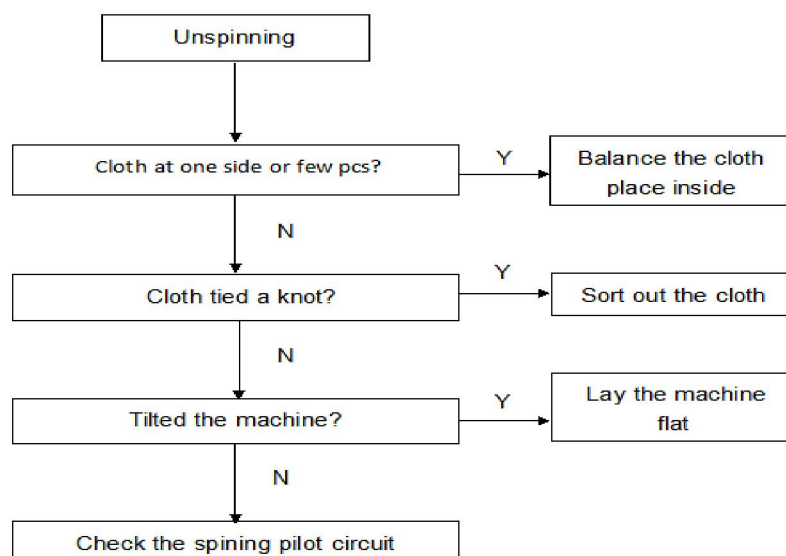 Unspinning
Cloth at one side or few pcs?
Y
Balance the cloth
place inside
N
Cloth tied a knot?
Y
Sort out the cloth
N
Tilted the machine?
Y
Lay the machine
flat
N
Check the spining pilot circuit